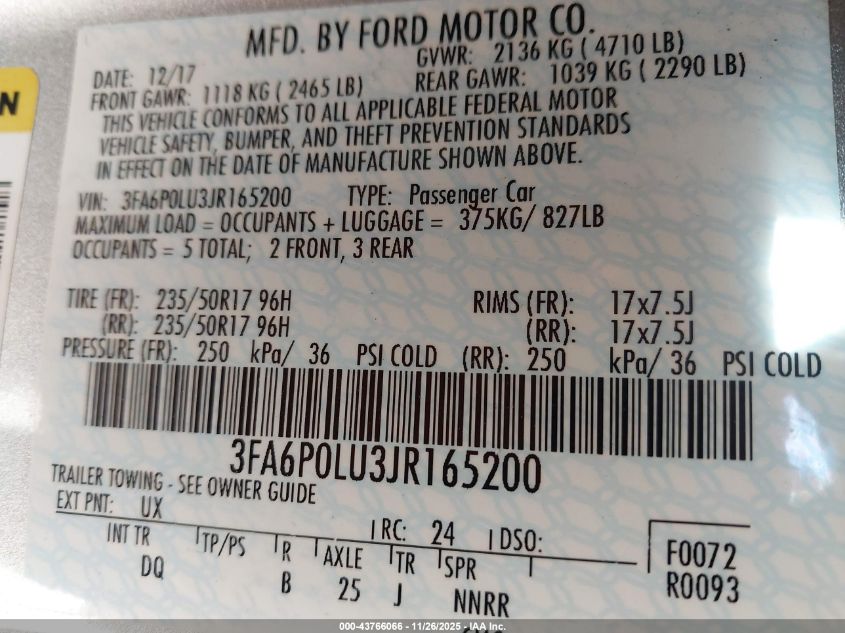 MFD. BY FORD MOTOR CO.
DATE: 12/17 GVWR: 2136 KG ( 4710 LB)
FRONT GAWR: 1118 KG ( 2465 LB) REAR GAWR: 1039 KG ( 2290 LB)
THIS VEHICLE CONFORMS TO ALL APPLICABLE FEDERAL MOTOR
VEHICLE SAFETY, BUMPER, AND THEFT PREVENTION STANDARDS
IN EFFECT ON THE DATE OF MANUFACTURE SHOWN ABOVE.
VIN: 3FA6P0LU3JR165200 TYPE: Passenger Car
MAXIMUM LOAD = OCCUPANTS + LUGGAGE = 375KG/ 827LB
OCCUPANTS = 5 TOTAL; 2 FRONT, 3 REAR
TIRE (FR): 235/50R17 96H RIMS (FR): 17x7.5J
(RR): 235/50R17 96H (RR): 17x7.5J
PRESSURE (FR): 250 kPa/ 36 PSI COLD (RR): 250 kPa/ 36 PSI COLD
3FA6P0LU3JR165200
TRAILER TOWING - SEE OWNER GUIDE
EXT PNT: UX RC: 24 DSO:
INT TR TP/PS R AXLE TR SPR F0072
DQ B 25 J NNRR R0093
000-43766066 - 11/26/2025 - IAA, Inc.